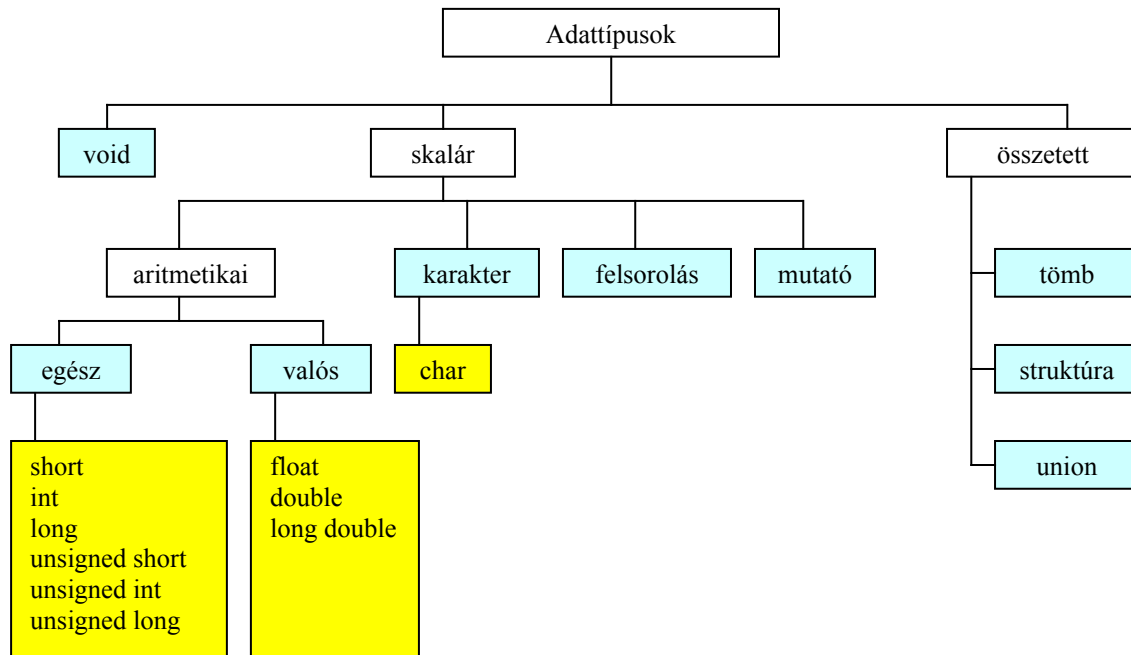 Adattípusok
void
skalár
összetett
aritmetikai
karakter
felsorolás
mutató
tömb
egész
valós
char
struktúra
short
int
long
unsigned short
unsigned int
unsigned long
float
double
long double
union